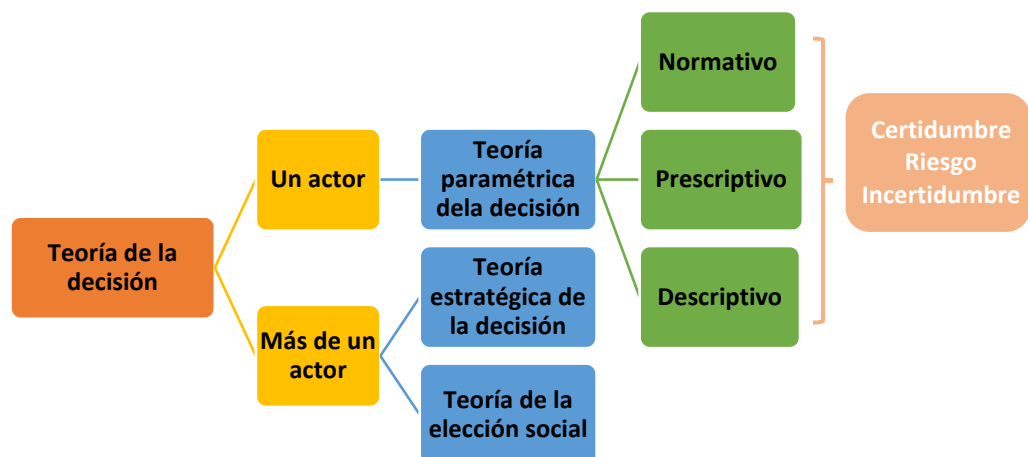 Teoría de la
decisión
Un actor
Más de un
actor
Teoría
paramétrica
dela decisión
Teoría
estratégica de
la decisión
Teoría de la
elección social
Normativo
Prescriptivo
Descriptivo
Certidumbre
Riesgo
Incertidumbre